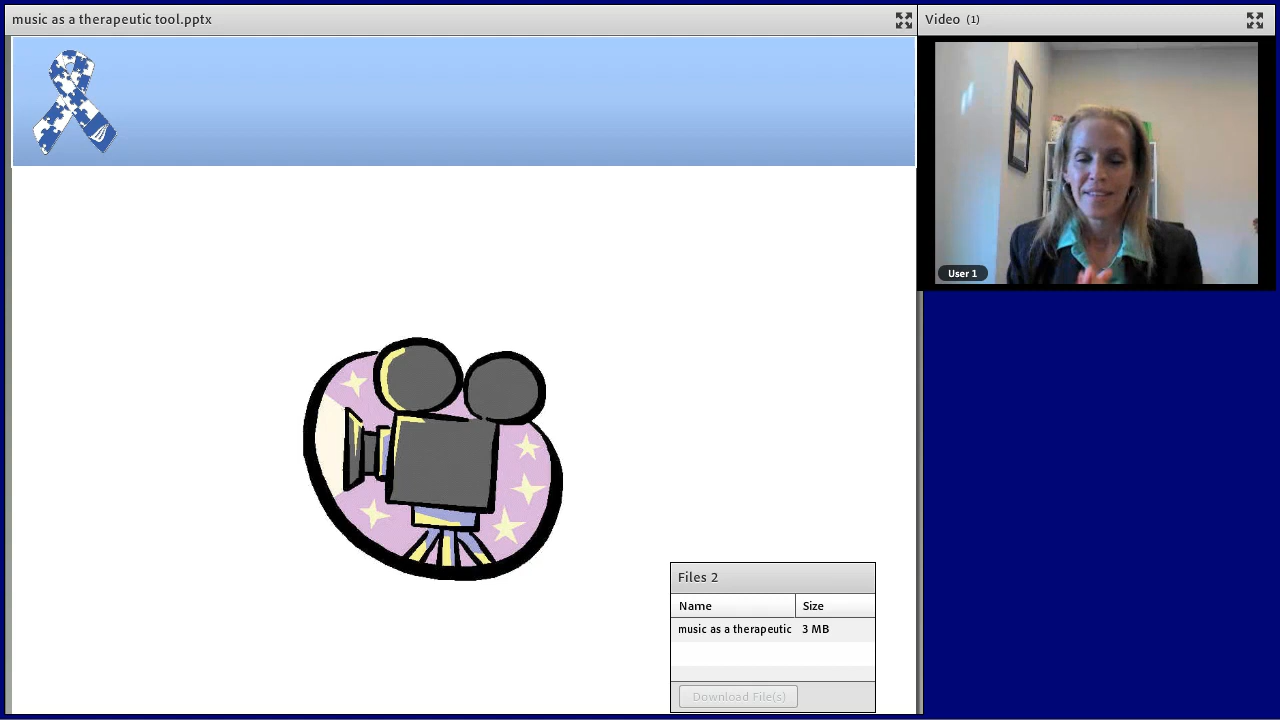 music as a therapeutic tool.pptx
Video (1)
User 1
Files 2
Name Size
music as a therapeutic 3 MB
Download File(s)